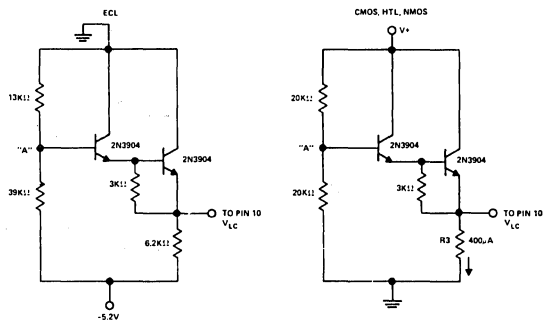 ECL
13KΩ
"A"
2N3904
2N3904
3KΩ
39KΩ
TO PIN 10
VLC
6.2KΩ
-5.2V
CMOS, HTL, NMOS
V+
20KΩ
"A"
2N3904
2N3904
3KΩ
20KΩ
TO PIN 10
VLC
R3
400μA